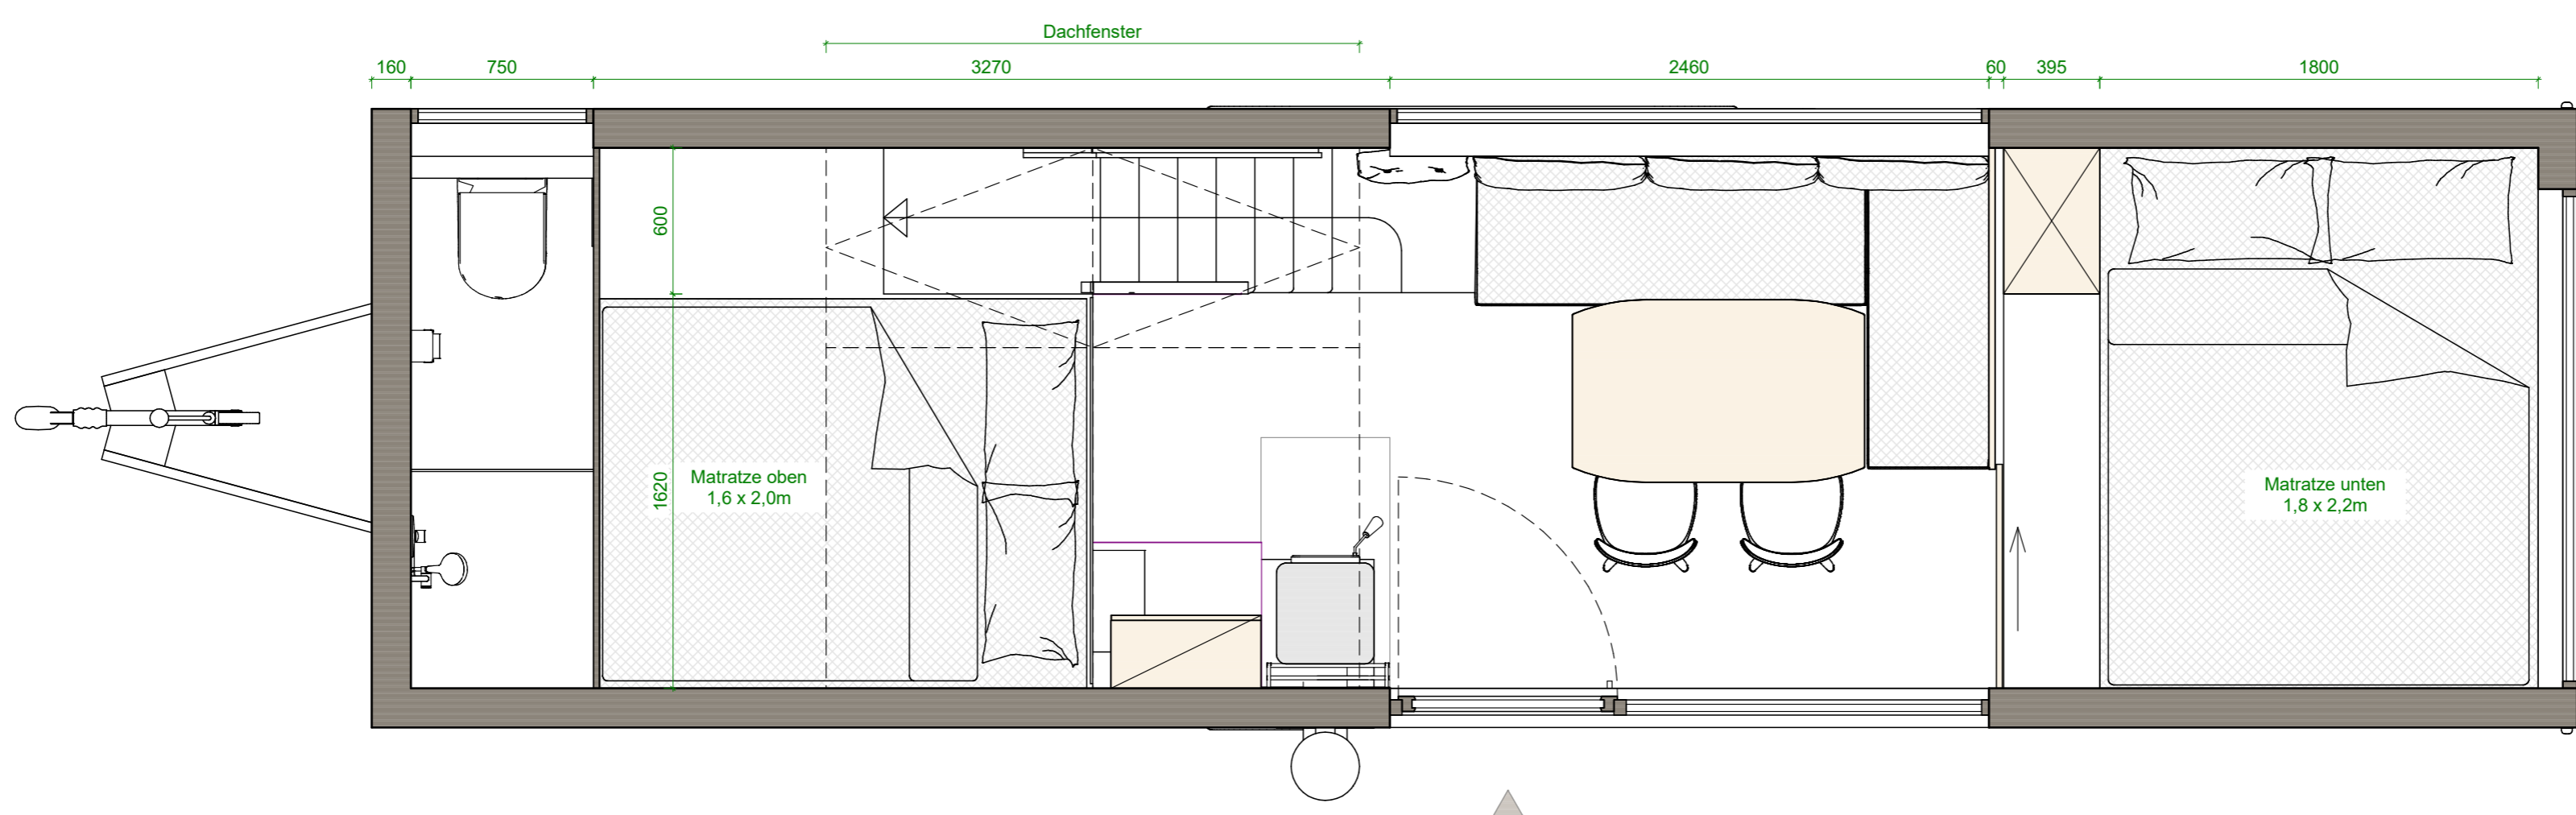 Dachfenster
160 750 3270 2460 60 395 1800
600
1620
Matratze oben
1,6 x 2,0m
Matratze unten
1,8 x 2,2m